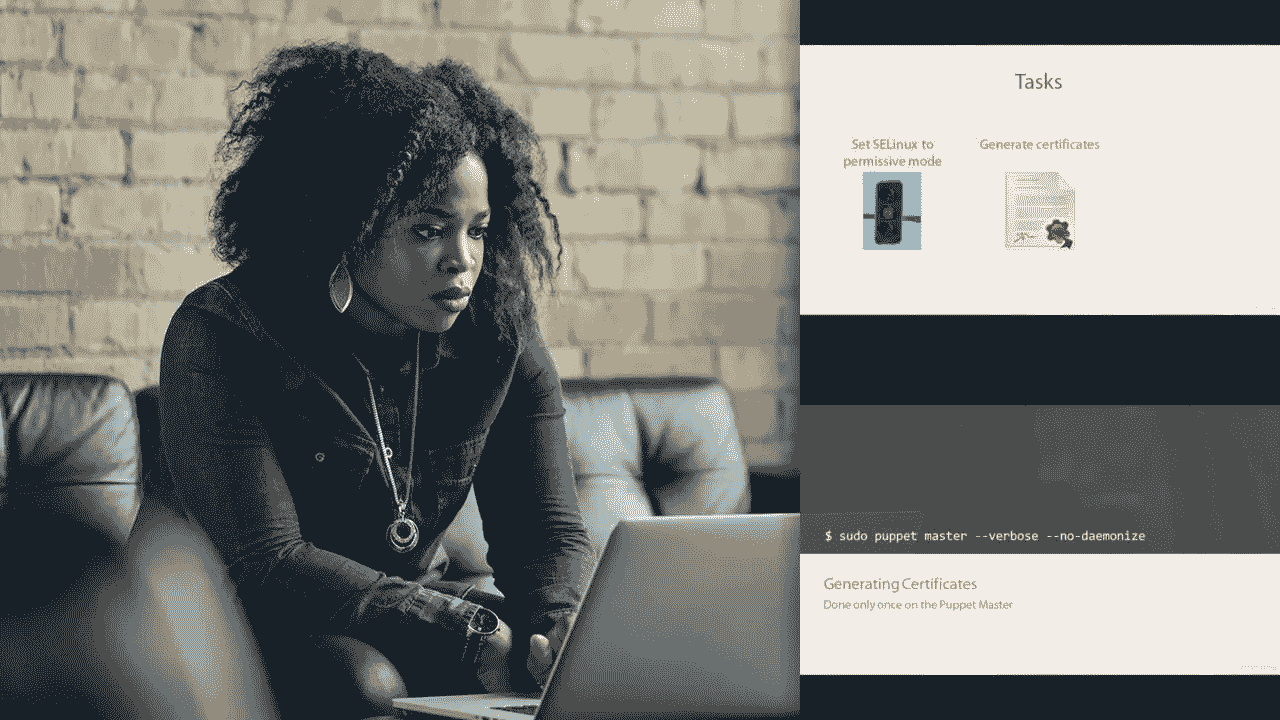 Tasks
Set SELinux to
permissive mode
Generate certificates
$ sudo puppet master --verbose --no-daemonize
Generating Certificates
Done only once on the Puppet Master